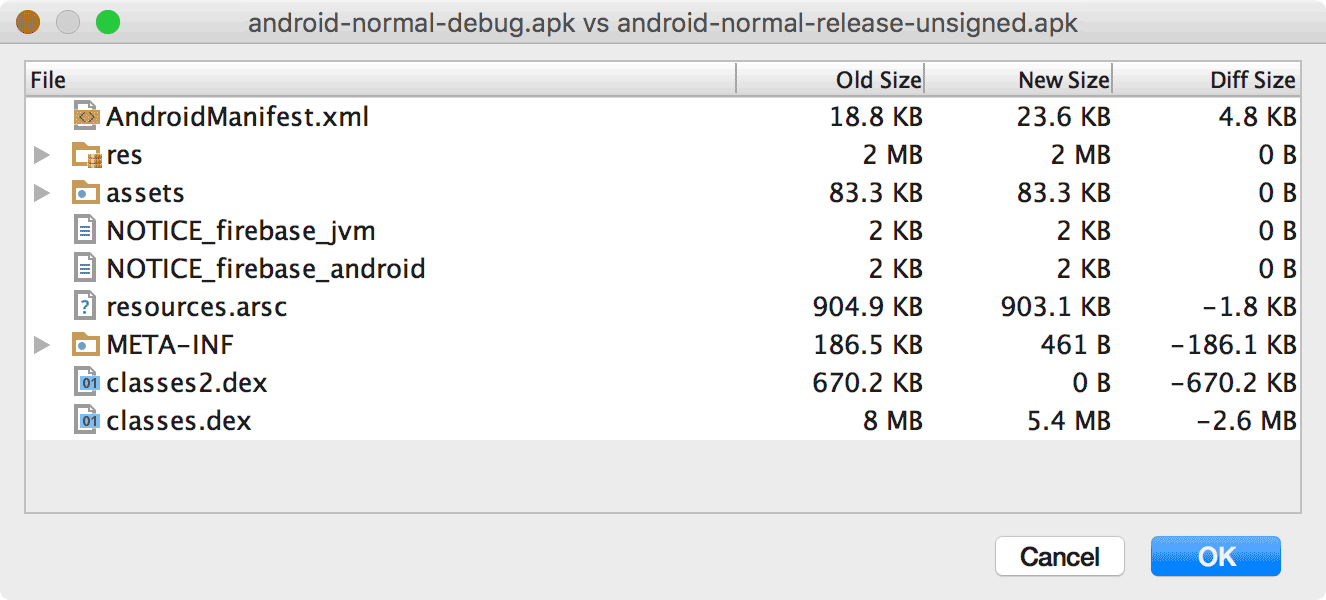 android-normal-debug.apk vs android-normal-release-unsigned.apk
File Old Size New Size Diff Size
AndroidManifest.xml 18.8 KB 23.6 KB 4.8 KB
res 2 MB 2 MB 0 B
assets 83.3 KB 83.3 KB 0 B
NOTICE_firebase_jvm 2 KB 2 KB 0 B
NOTICE_firebase_android 2 KB 2 KB 0 B
? resources.arsc 904.9 KB 903.1 KB -1.8 KB
META-INF 186.5 KB 461 B -186.1 KB
01 classes2.dex 670.2 KB 0 B -670.2 KB
01 classes.dex 8 MB 5.4 MB -2.6 MB
Cancel OK